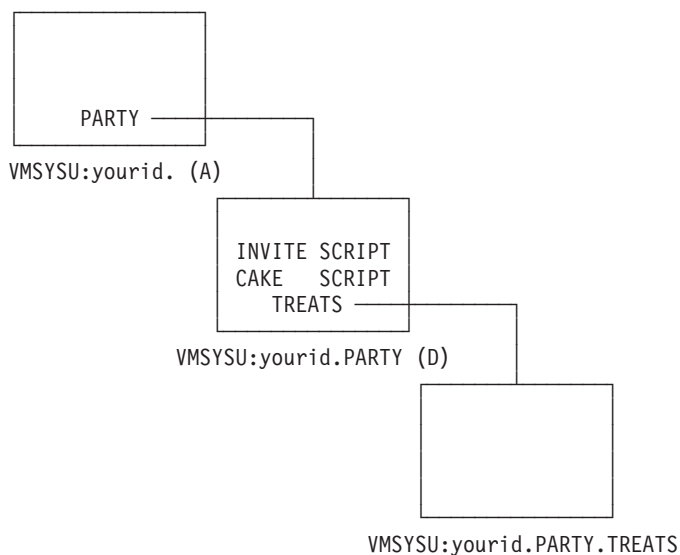 PARTY
VMSYSU:yourid. (A)
INVITE SCRIPT
CAKE   SCRIPT
TREATS
VMSYSU:yourid.PARTY (D)
VMSYSU:yourid.PARTY.TREATS